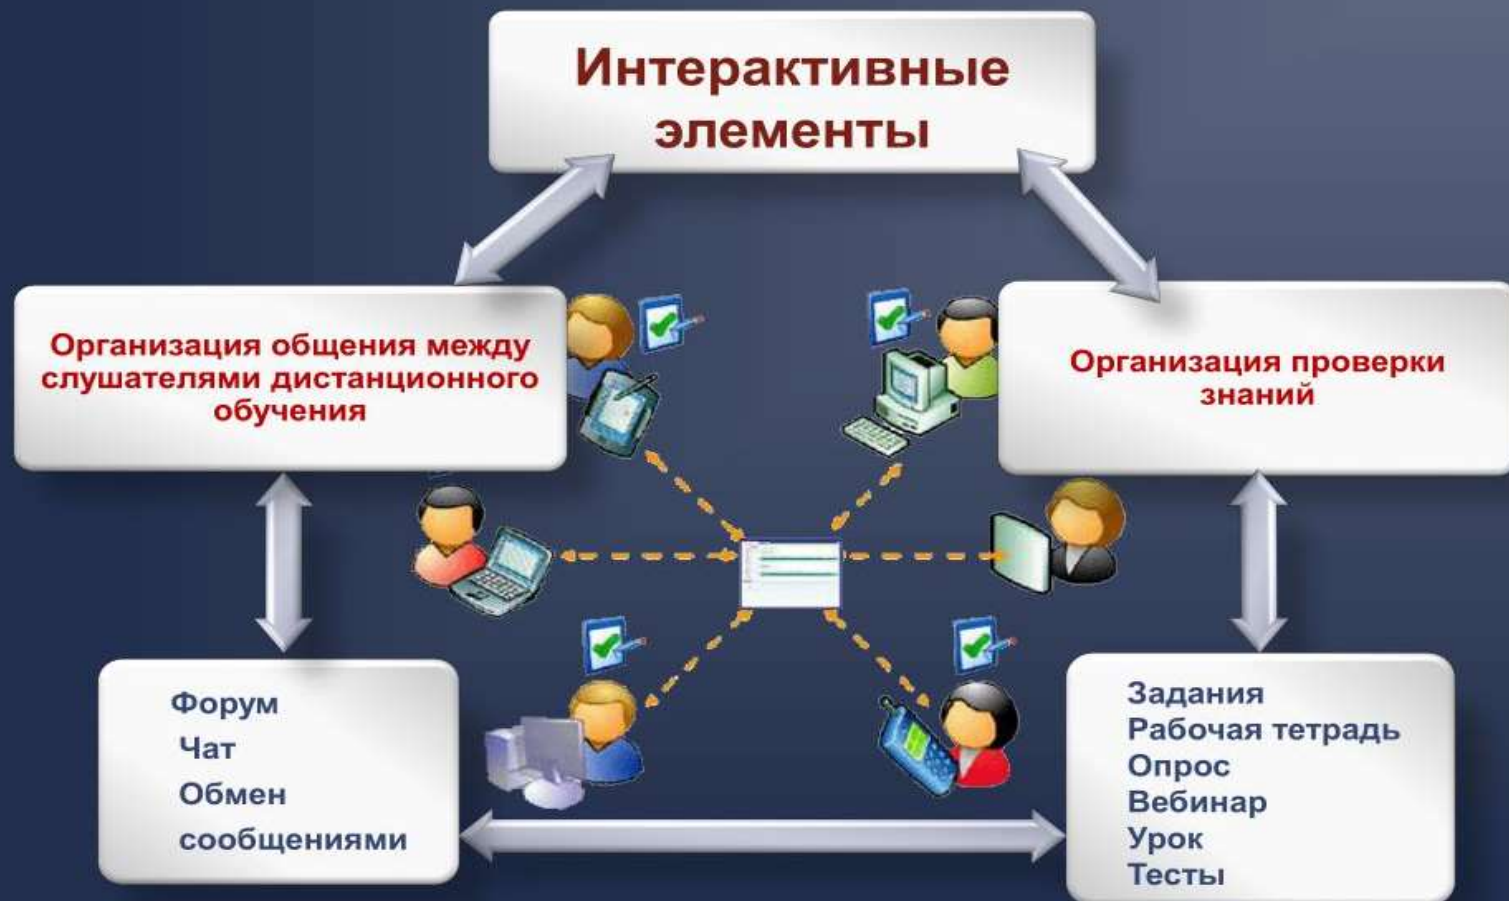 Интерактивные
элементы
Организация общения между
слушателями дистанционного
обучения
Организация проверки
знаний
Форум
Чат
Обмен
сообщениями
Задания
Рабочая тетрадь
Опрос
Вебинар
Урок
Тесты